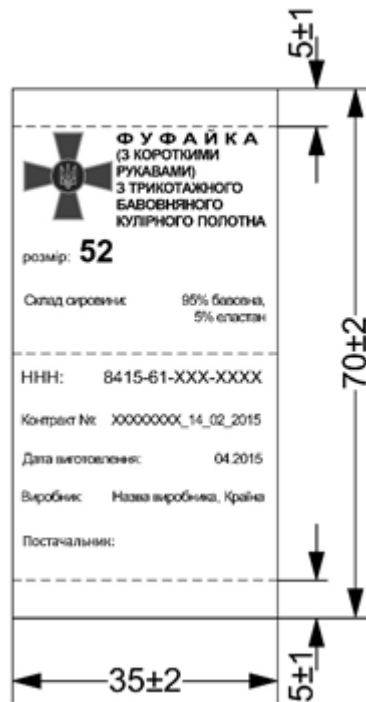 5±1
ФУФАЙКА
(З КОРОТКИМИ
РУКАВАМИ)
З ТРИКОТАЖНОГО
БАВОВНЯНОГО
КУЛІРНОГО ПОЛОТНА
розмір: 52
Склад сировини: 95% бавовна,
5% еластан
70±2
ННН: 8415-61-XXX-XXXX
Контракт №: XXXXXXXX_14_02_2015
Дата виготовлення: 04.2015
Виробник: Назва виробника, Країна
Постачальник:
35±2
5±1